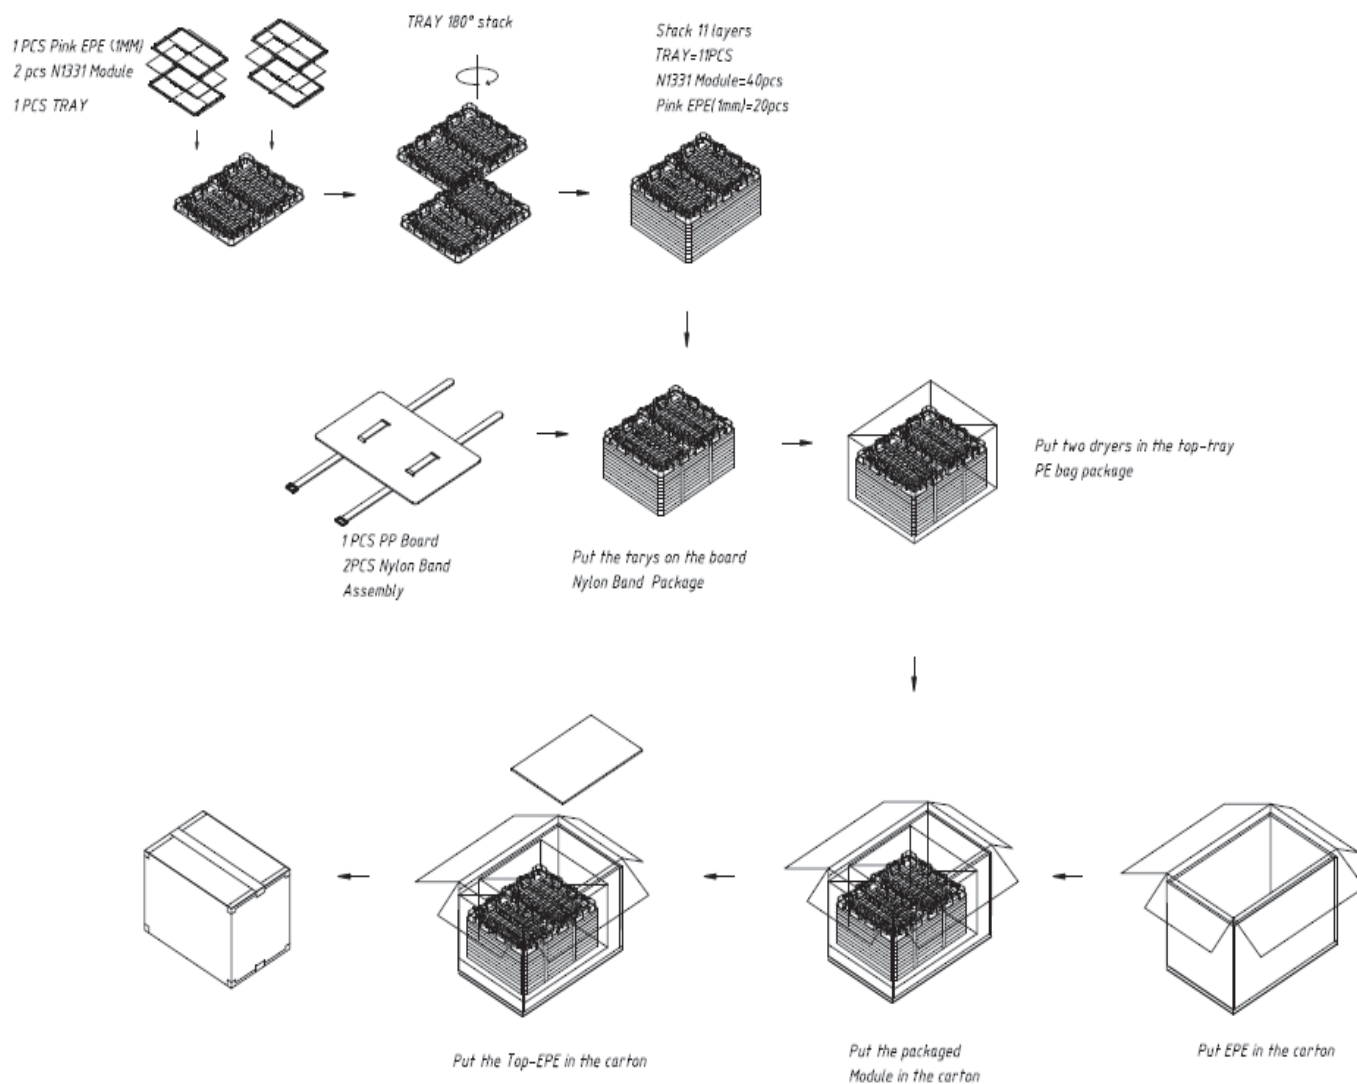 1 PCS Pink EPE (1MM)
2 pcs N1331 Module
1 PCS TRAY
TRAY 180° stack
Stack 11 layers
TRAY=11PCS
N1331 Module=40pcs
Pink EPE(1mm)=20pcs
1 PCS PP Board
2PCS Nylon Band
Assembly
Put the tarys on the board
Nylon Band Package
Put two dryers in the top-tray
PE bag package
Put the Top-EPE in the carton
Put the packaged
Module in the carton
Put EPE in the carton